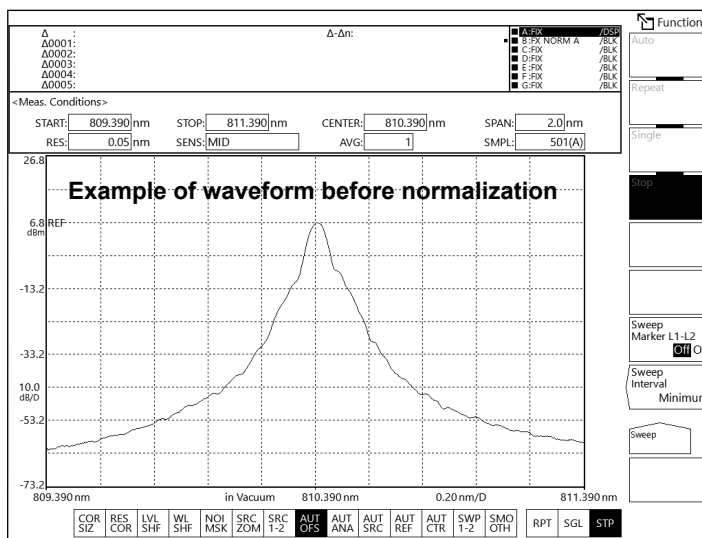 Function
Δ :
Δ-Δn:
Δ0001:
Δ0002:
Δ0003:
Δ0004:
Δ0005:
A:FIX /DSP
B:FX NORM A /BLK
C:FIX /BLK
D:FIX /BLK
E:FIX /BLK
F:FIX /BLK
G:FIX /BLK
<Meas. Conditions>
START: 809.390 nm STOP: 811.390 nm CENTER: 810.390 nm SPAN: 2.0 nm
RES: 0.05 nm SENS: MID AVG: 1 SMPL: 501(A)
Example of waveform before normalization
26.8
6.8 REF
dBm
-13.2
-33.2
10.0
dB/D
-53.2
-73.2
809.390 nm in Vacuum 810.390 nm 0.20 nm/D 811.390 nm
COR SIZ
RES COR
LVL SHF
WL SHF
NOI MSK
SRC ZOM
SRC 1-2
AUT OFS
AUT ANA
AUT SRC
AUT REF
AUT CTR
SWP 1-2
SMO OTH
RPT
SGL
STP
Auto
Repeat
Single
Stop
Sweep
Marker L1-L2
Off O
Sweep
Interval
Minimum
Sweep